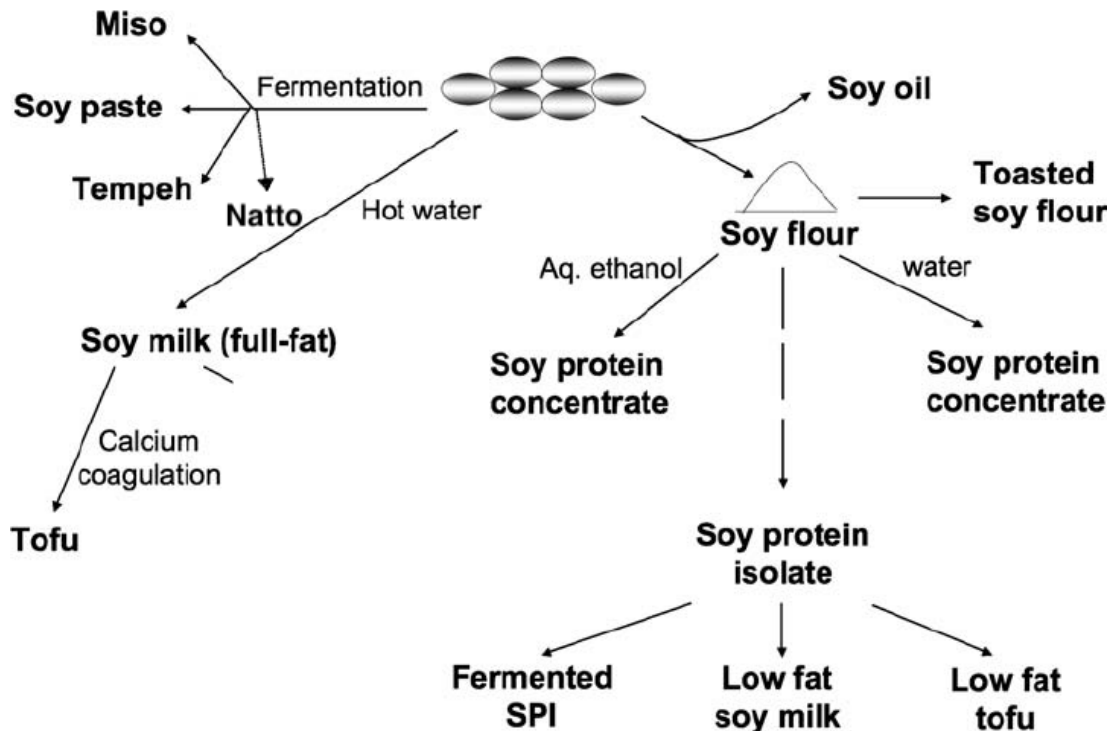 Miso
Fermentation
Soy paste
Tempeh
Natto
Hot water
Soy milk (full-fat)
Calcium
coagulation
Tofu
Soy oil
Toasted
soy flour
Soy flour
Aq. ethanol
water
Soy protein
concentrate
Soy protein
concentrate
Soy protein
isolate
Fermented
SPI
Low fat
soy milk
Low fat
tofu